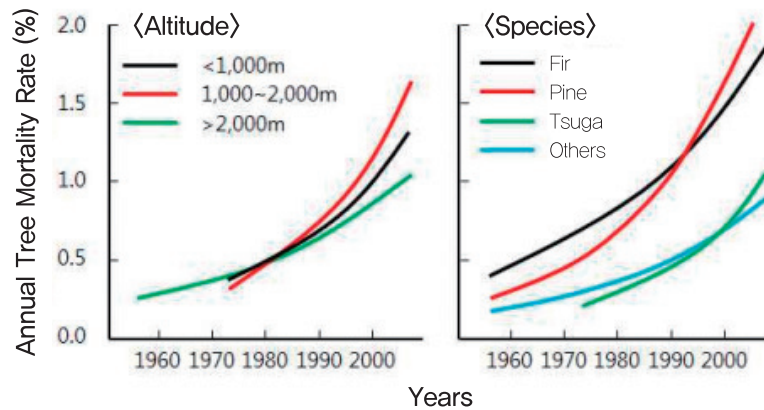 Annual Tree Mortality Rate (%)
〈Altitude〉
<1,000m
1,000~2,000m
>2,000m
2.0
1.5
1.0
0.5
0.0
1960 1970 1980 1990 2000
〈Species〉
Fir
Pine
Tsuga
Others
1960 1970 1980 1990 2000
Years